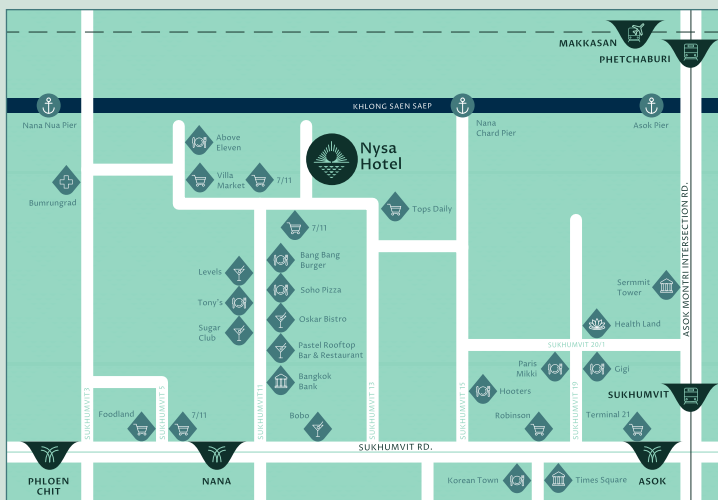 MAKKASAN
PHETCHABURI
KHLONG SAEN SAEP
Nana Nua Pier
Nana
Chard Pier
Asok Pier
Above
Eleven
Nysa
Hotel
Villa
Market
7/11
Bumrungrad
Tops Daily
7/11
ASOK MONTRI INTERSECTION RD.
Bang Bang
Burger
Levels
Soho Pizza
Tony's
Sermmit
Tower
Oskar Bistro
Sugar
Club
Health Land
Pastel Rooftop
Bar & Restaurant
SUKHUMVIT 20/1
Bangkok
Bank
Paris
Mikki
Gigi
Hooters
SUKHUMVIT
SUKHUMVIT 3
SUKHUMVIT 5
SUKHUMVIT 11
SUKHUMVIT 13
SUKHUMVIT 15
SUKHUMVIT 19
Foodland
7/11
Bobo
Robinson
Terminal 21
SUKHUMVIT RD.
PHLOEN
CHIT
NANA
Korean Town
Times Square
ASOK